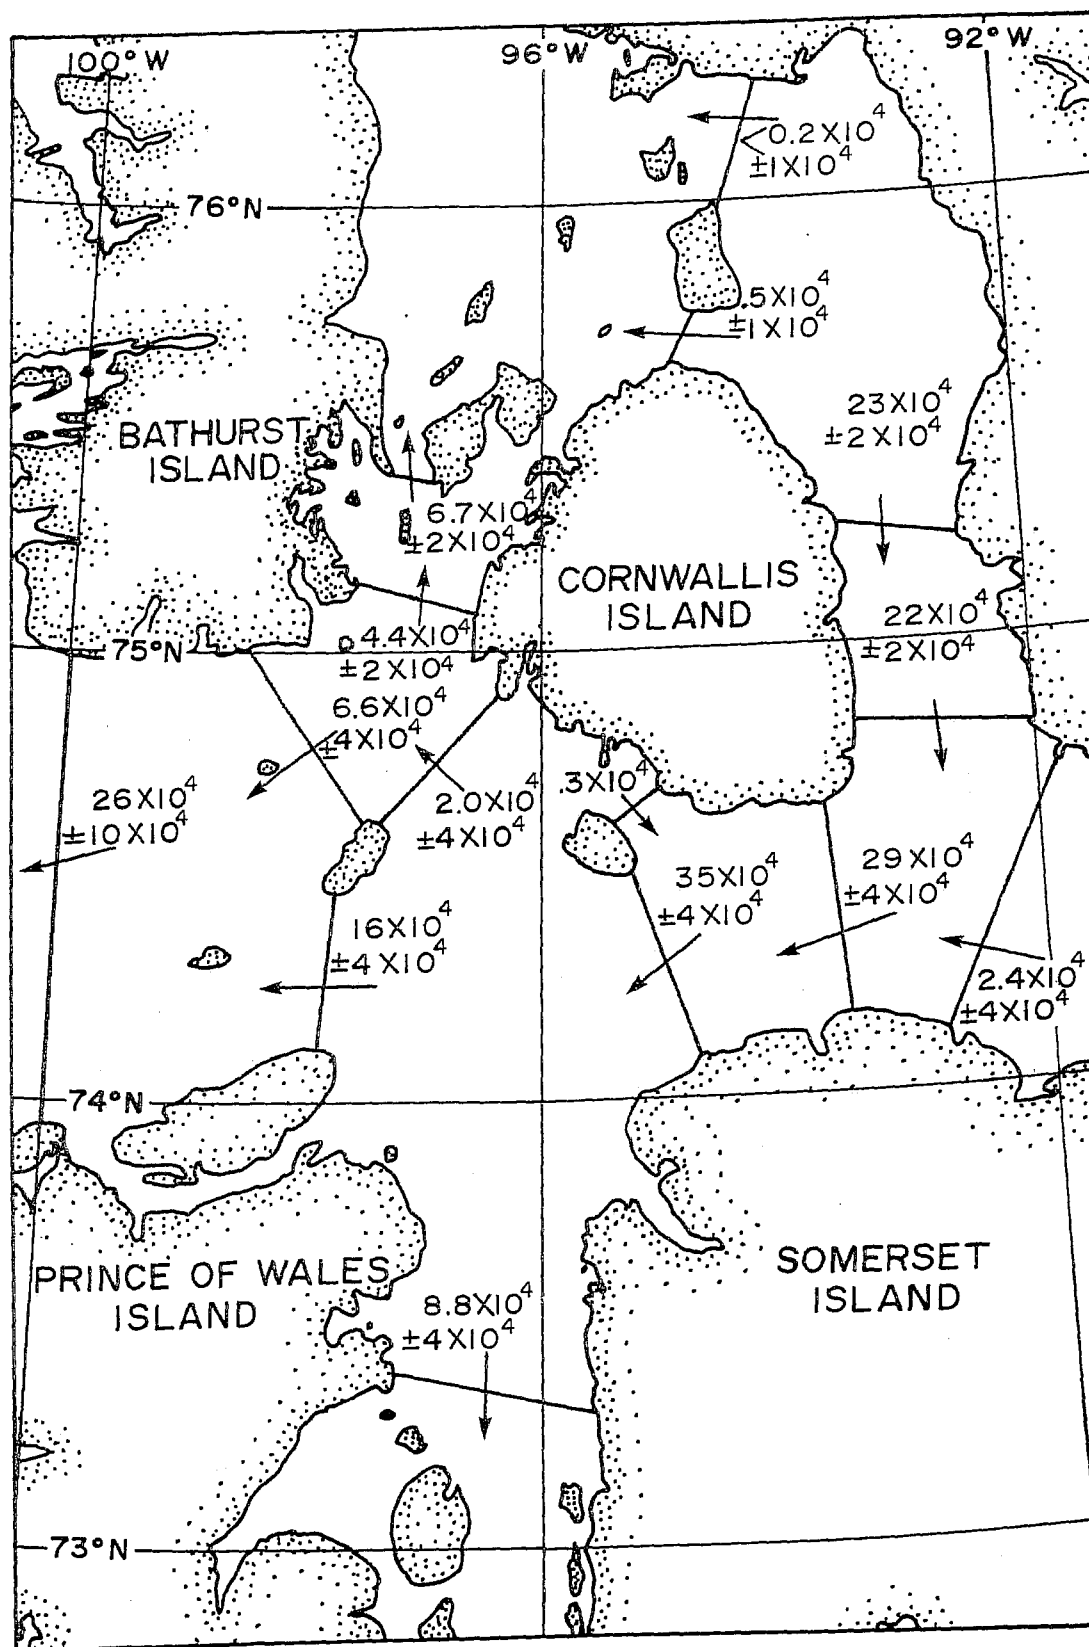 100° W
96° W
92° W
<0.2X10⁴
±1X10⁴
76°N
.5X10⁴
±1X10⁴
23X10⁴
±2X10⁴
BATHURST
ISLAND
6.7X10⁴
±2X10⁴
CORNWALLIS
ISLAND
22X10⁴
±2X10⁴
75°N
4.4X10⁴
±2X10⁴
6.6X10⁴
±4X10⁴
26X10⁴
±10X10⁴
2.0X10⁴
±4X10⁴
.3X10⁴
35X10⁴
±4X10⁴
29X10⁴
±4X10⁴
16X10⁴
±4X10⁴
2.4X10⁴
±4X10⁴
74°N
PRINCE OF WALES
ISLAND
SOMERSET
ISLAND
8.8X10⁴
±4X10⁴
73°N